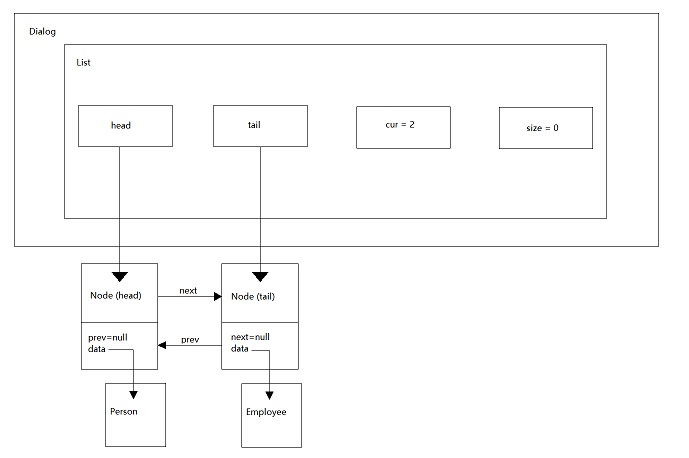 Dialog
List
head
tail
cur = 2
size = 0
Node (head)
next
Node (tail)
prev=null
data
prev
next=null
data
Person
Employee